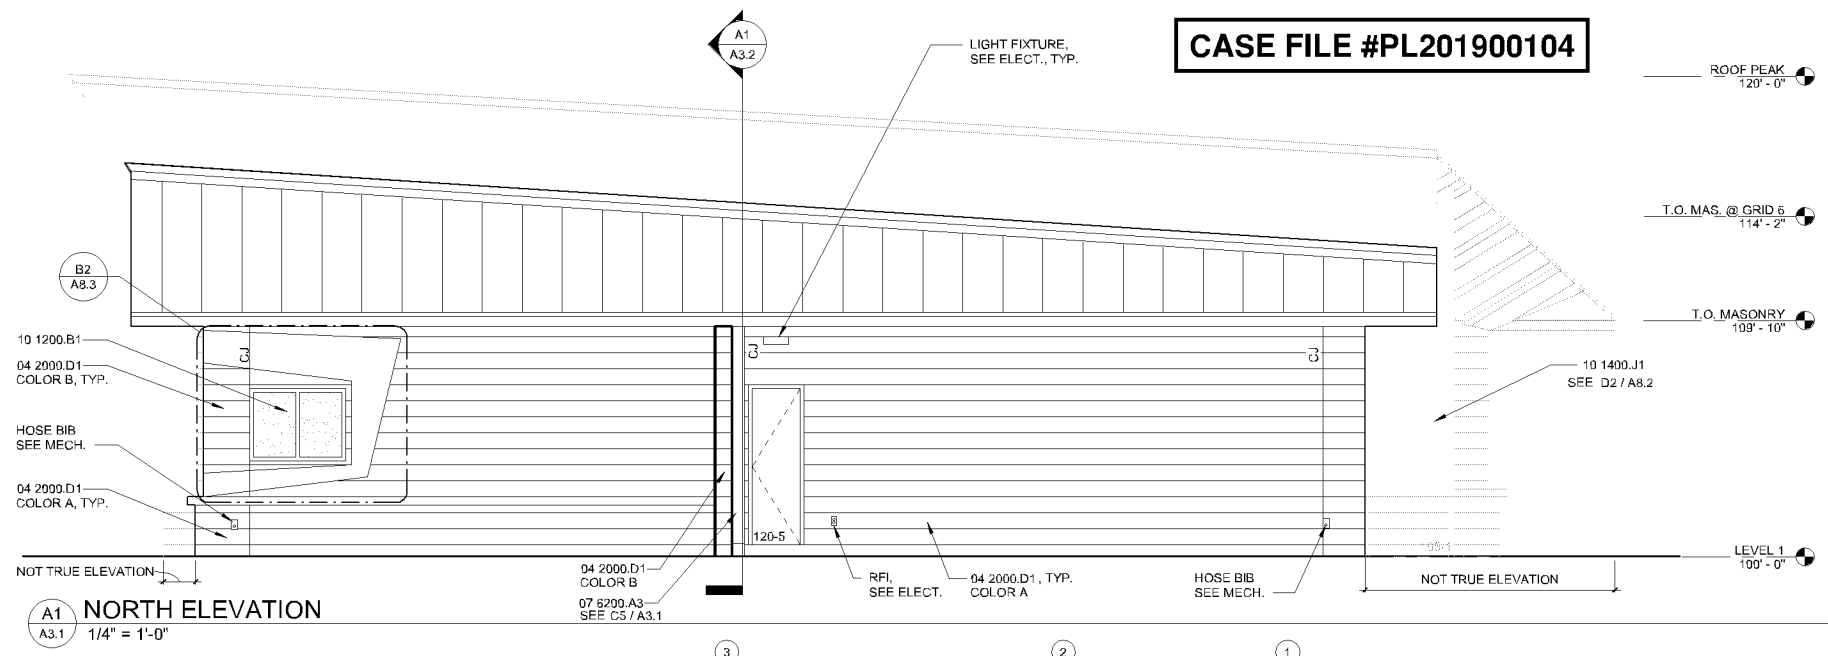 A1
A3.2
LIGHT FIXTURE,
SEE ELECT., TYP.
CASE FILE #PL201900104
ROOF PEAK
120' - 0"
T.O. MAS. @ GRID 6
114' - 2"
B2
A8.3
T.O. MASONRY
109' - 10"
10 1200.B1
04 2000.D1
COLOR B, TYP.
CJ
CJ
CJ
10 1400.J1
SEE D2 / A8.2
HOSE BIB
SEE MECH.
04 2000.D1
COLOR A, TYP.
120-5
LEVEL 1
100' - 0"
NOT TRUE ELEVATION
04 2000.D1
COLOR B
07 6200.A3
SEE C5 / A3.1
RFI,
SEE ELECT.
04 2000.D1, TYP.
COLOR A
HOSE BIB
SEE MECH.
NOT TRUE ELEVATION
A1
A3.1
NORTH ELEVATION
1/4" = 1'-0"
3
2
1